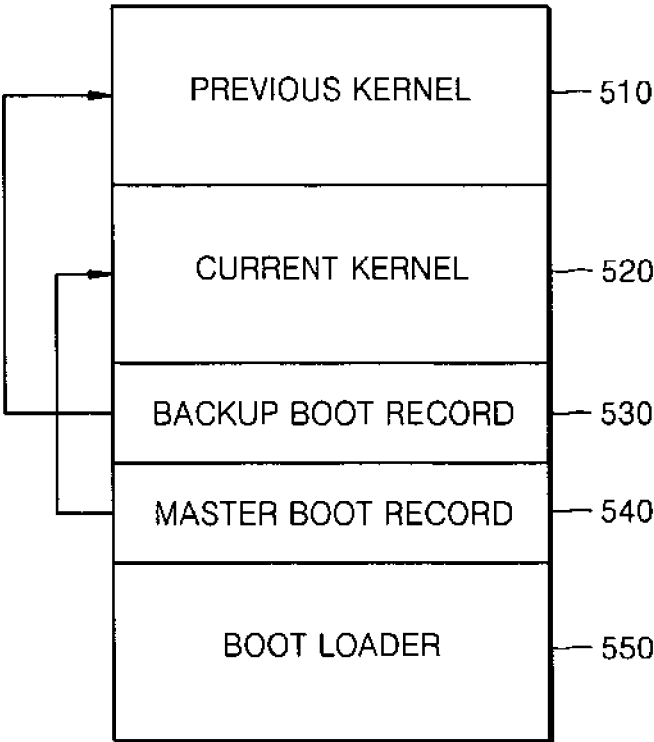 PREVIOUS KERNEL 510
CURRENT KERNEL 520
BACKUP BOOT RECORD 530
MASTER BOOT RECORD 540
BOOT LOADER 550